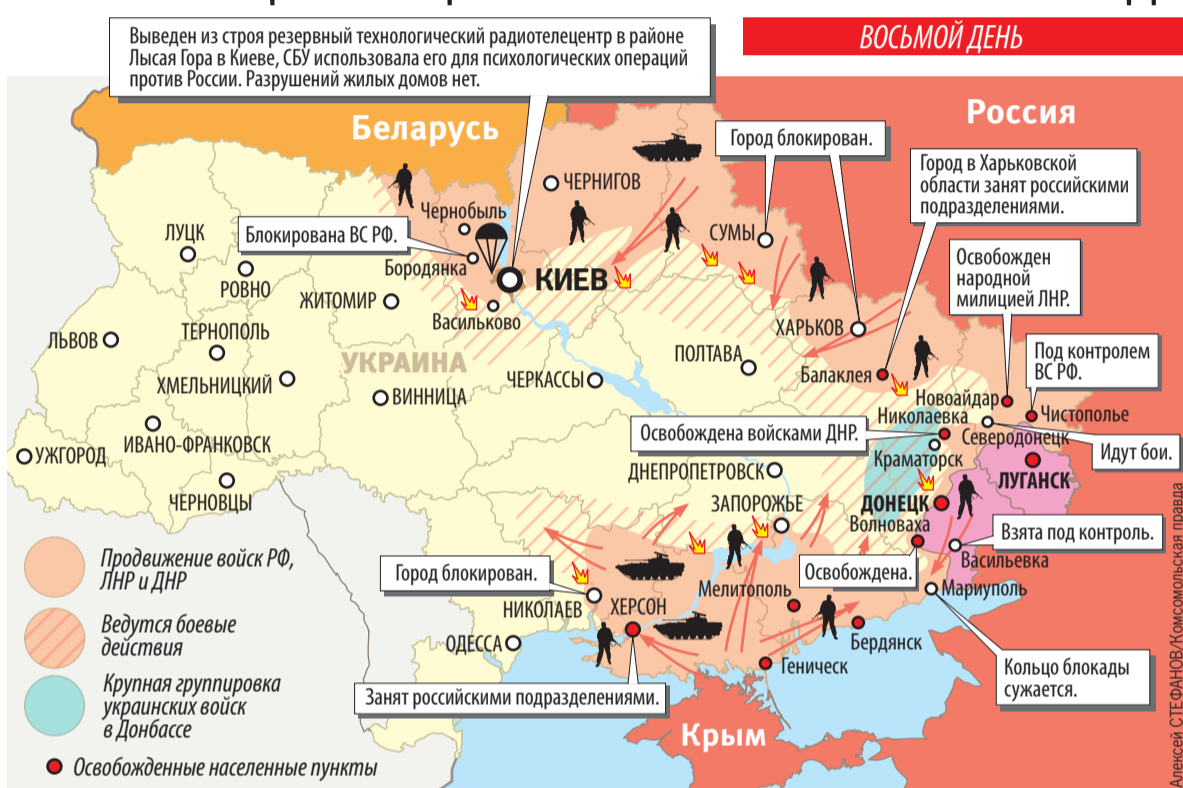 Выведен из строя резервный технологический радиотелецентр в районе
Лысая Гора в Киеве, СБУ использовала его для психологических операций
против России. Разрушений жилых домов нет.
ВОСЬМОЙ ДЕНЬ
Беларусь
Россия
Город блокирован.
Город в Харьковской
области занят российскими
подразделениями.
ЧЕРНИГОВ
Чернобыль
СУМЫ
ЛУЦК
Блокирована ВС РФ.
Бородянка
КИЕВ
Освобожден
народной
милицией ЛНР.
РОВНО
ЖИТОМИР
Васильково
ХАРЬКОВ
ЛЬВОВ
ТЕРНОПОЛЬ
УКРАИНА
ПОЛТАВА
Под контролем
ВС РФ.
ХМЕЛЬНИЦКИЙ
ВИННИЦА
ЧЕРКАССЫ
Балаклея
Новоайдар
Николаевка
Чистополье
ИВАНО-ФРАНКОВСК
Освобождена войсками ДНР.
Северодонецк
Краматорск
Идут бои.
УЖГОРОД
ДНЕПРОПЕТРОВСК
ЛУГАНСК
ЧЕРНОВЦЫ
ЗАПОРОЖЬЕ
ДОНЕЦК
Волноваха
Взята под контроль.
Васильевка
Продвижение войск РФ,
ЛНР и ДНР
Город блокирован.
Освобождена.
Мелитополь
Мариуполь
НИКОЛАЕВ
ХЕРСОН
Ведутся боевые
действия
ОДЕССА
Бердянск
Геническ
Кольцо блокады
сужается.
Крупная группировка
украинских войск
в Донбассе
Занят российскими подразделениями.
Крым
Освобожденные населенные пункты
Алексей СТЕФАНОВ/Комсомольская правда